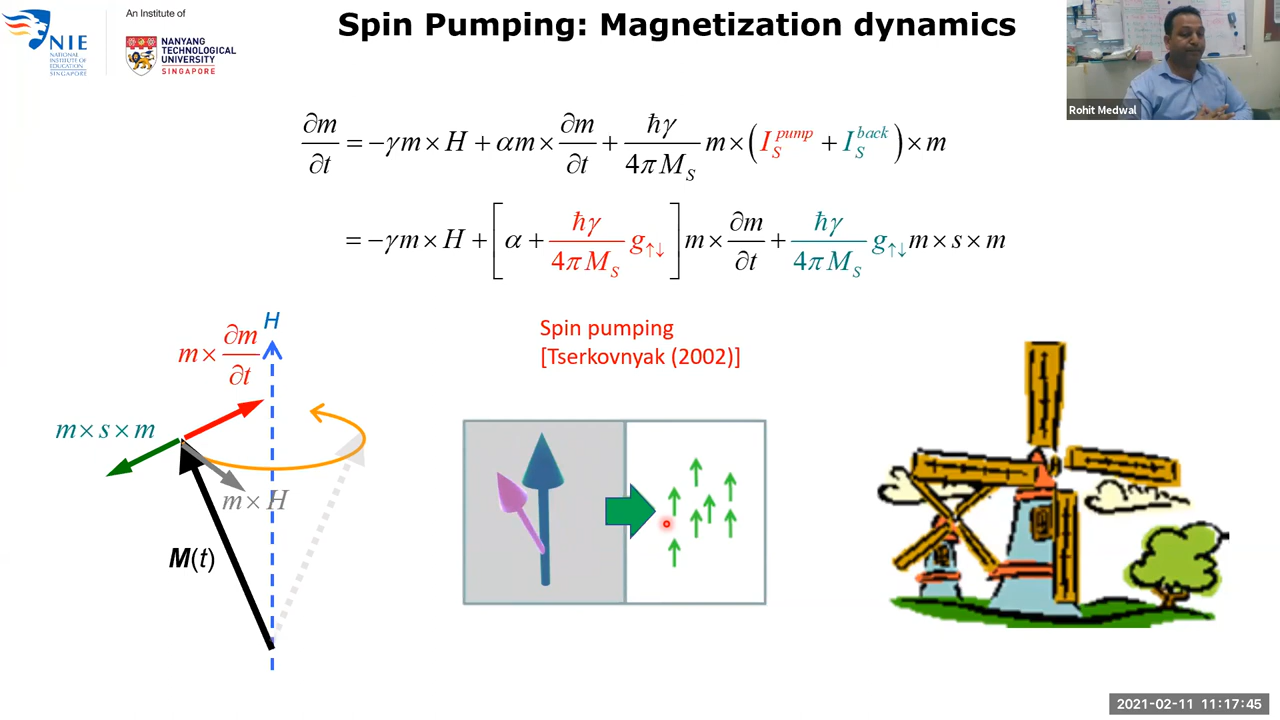 An Institute of
NIE
NATIONAL
INSTITUTE OF
EDUCATION
SINGAPORE
NANYANG
TECHNOLOGICAL
UNIVERSITY
SINGAPORE
Spin Pumping: Magnetization dynamics
Rohit Medwal
∂m/∂t = −γm×H + αm×∂m/∂t + ħγ/4πM_S m×(I_S^pump + I_S^back)×m
= −γm×H + [α + ħγ/4πM_S g↑↓] m×∂m/∂t + ħγ/4πM_S g↑↓ m×s×m
H
m×∂m/∂t
m×s×m
m×H
M(t)
Spin pumping
[Tserkovnyak (2002)]
2021-02-11 11:17:45